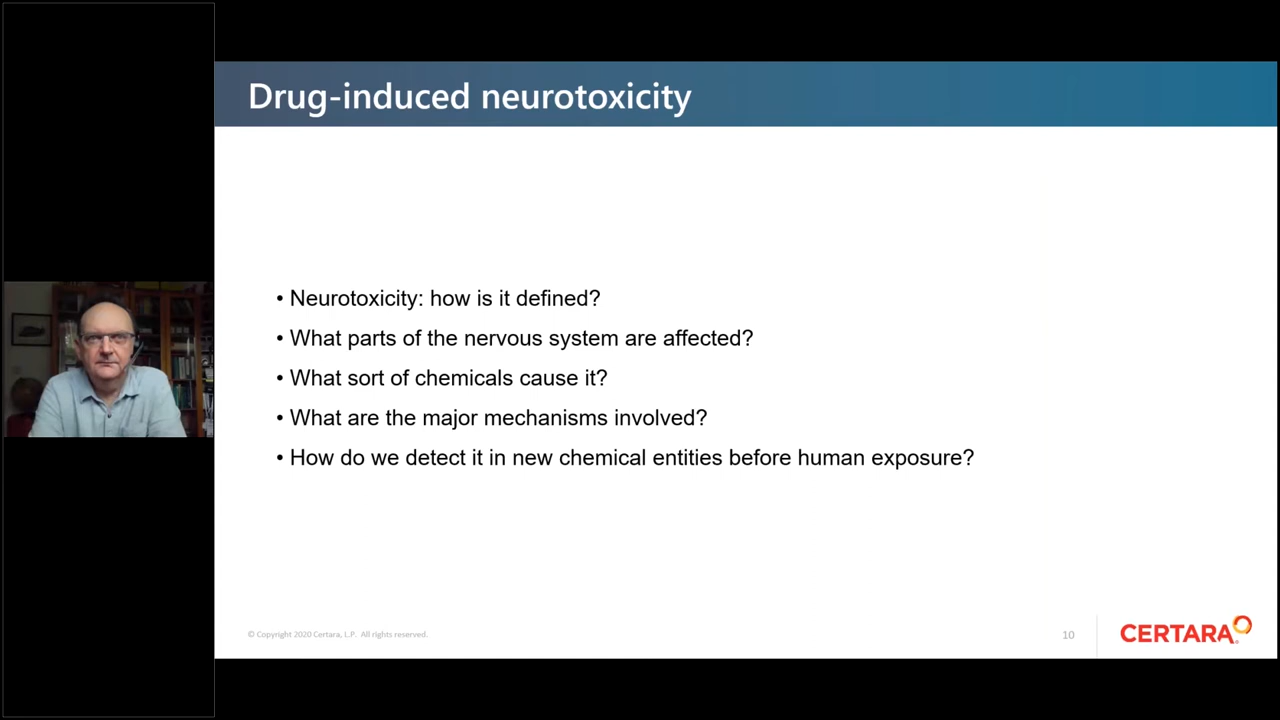 Drug-induced neurotoxicity
• Neurotoxicity: how is it defined?
• What parts of the nervous system are affected?
• What sort of chemicals cause it?
• What are the major mechanisms involved?
• How do we detect it in new chemical entities before human exposure?
© Copyright 2020 Certara, L.P. All rights reserved.
10
CERTARA